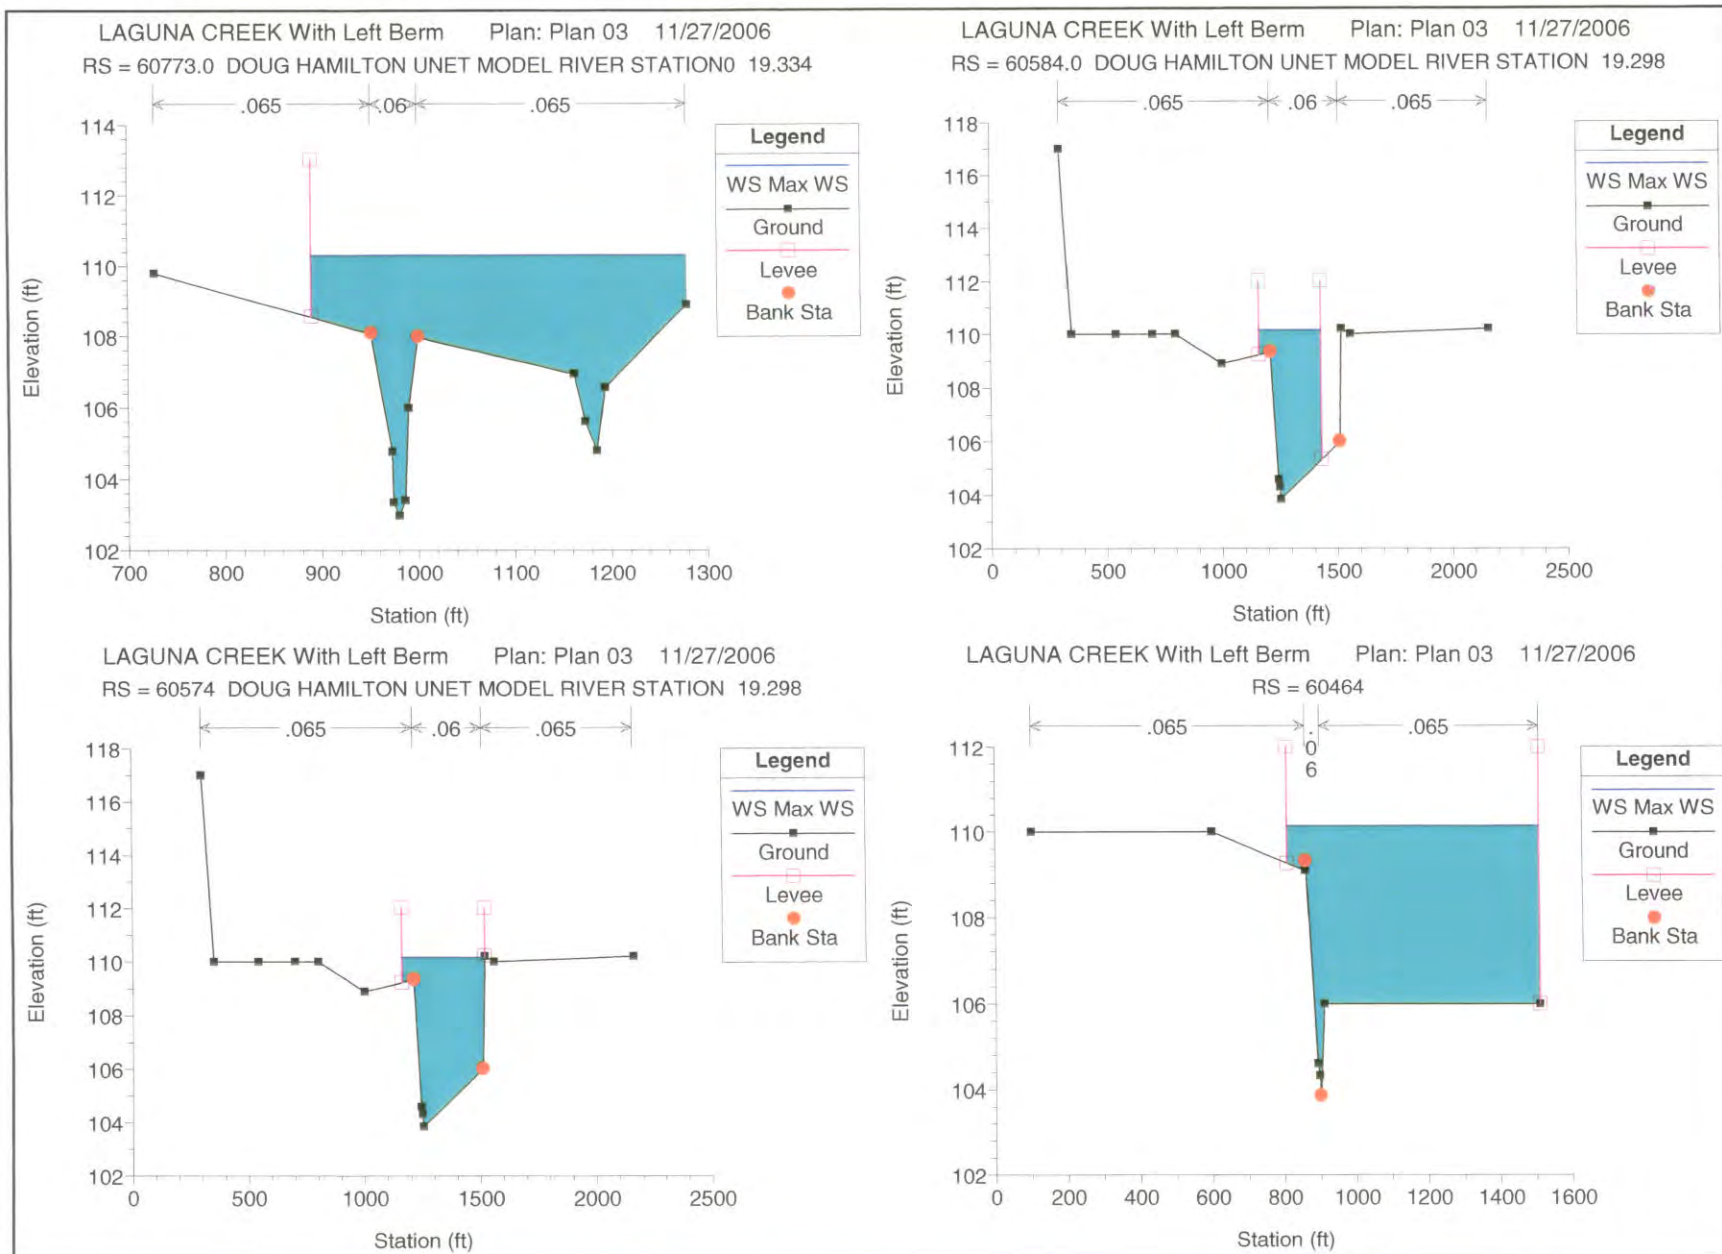 LAGUNA CREEK With Left Berm Plan: Plan 03 11/27/2006
RS = 60773.0 DOUG HAMILTON UNET MODEL RIVER STATION0 19.334
.065
.06
.065
114
112
110
108
106
104
102
700
800
900
1000
1100
1200
1300
Elevation (ft)
Station (ft)
Legend
WS Max WS
Ground
Levee
Bank Sta
LAGUNA CREEK With Left Berm Plan: Plan 03 11/27/2006
RS = 60584.0 DOUG HAMILTON UNET MODEL RIVER STATION 19.298
.065
.06
.065
118
116
114
112
110
108
106
104
102
0
500
1000
1500
2000
2500
Elevation (ft)
Station (ft)
Legend
WS Max WS
Ground
Levee
Bank Sta
LAGUNA CREEK With Left Berm Plan: Plan 03 11/27/2006
RS = 60574 DOUG HAMILTON UNET MODEL RIVER STATION 19.298
.065
.06
.065
118
116
114
112
110
108
106
104
102
0
500
1000
1500
2000
2500
Elevation (ft)
Station (ft)
Legend
WS Max WS
Ground
Levee
Bank Sta
LAGUNA CREEK With Left Berm Plan: Plan 03 11/27/2006
RS = 60464
.065
.
0
6
.065
112
110
108
106
104
102
0
200
400
600
800
1000
1200
1400
1600
Elevation (ft)
Station (ft)
Legend
WS Max WS
Ground
Levee
Bank Sta